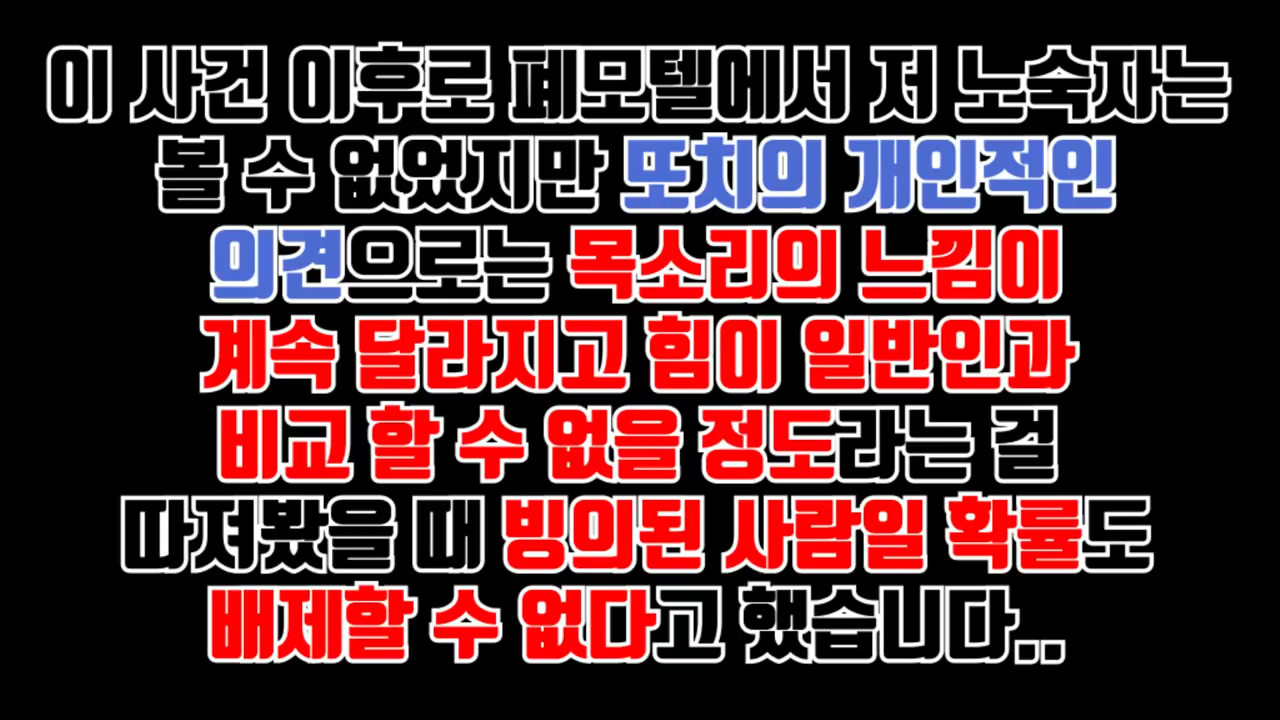 이 사건 이후로 폐모텔에서 저 노숙자는
볼 수 없었지만 또치의 개인적인
의견으로는 목소리의 느낌이
계속 달라지고 힘이 일반인과
비교 할 수 없을 정도라는 걸
따져봤을 때 빙의된 사람일 확률도
배제할 수 없다고 했습니다..